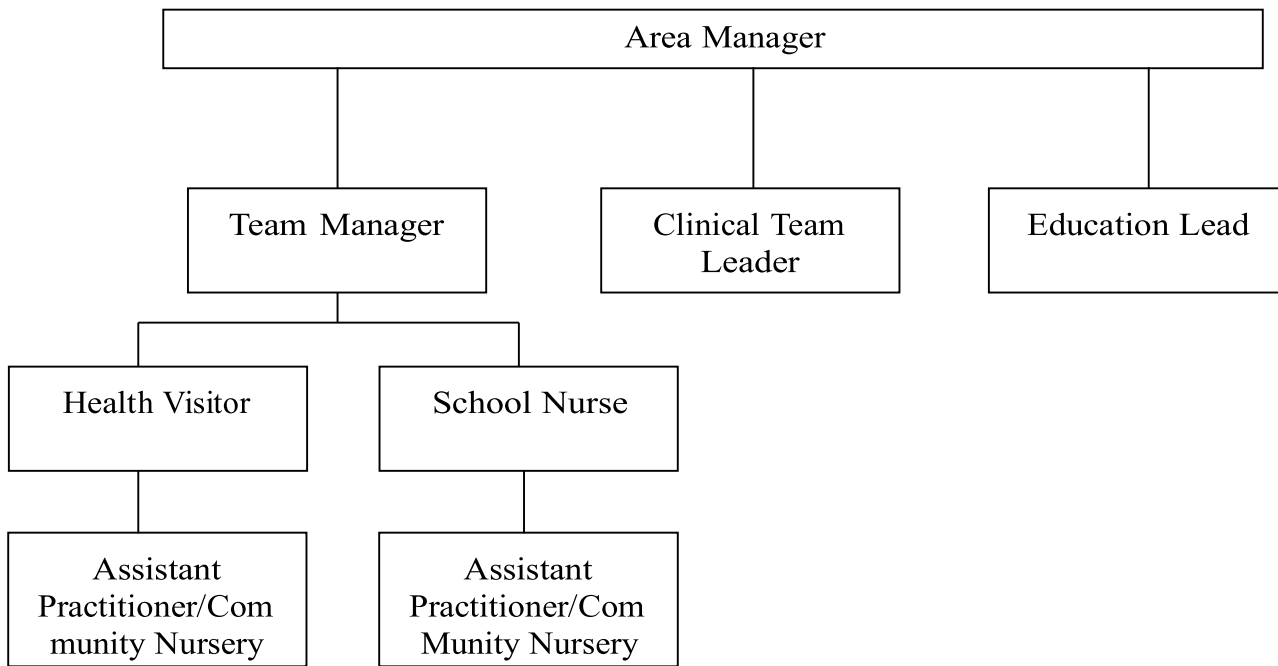 Area Manager
Team Manager
Clinical Team
Leader
Education Lead
Health Visitor
School Nurse
Assistant
Practitioner/Com
munity Nursery
Assistant
Practitioner/Com
Munity Nursery